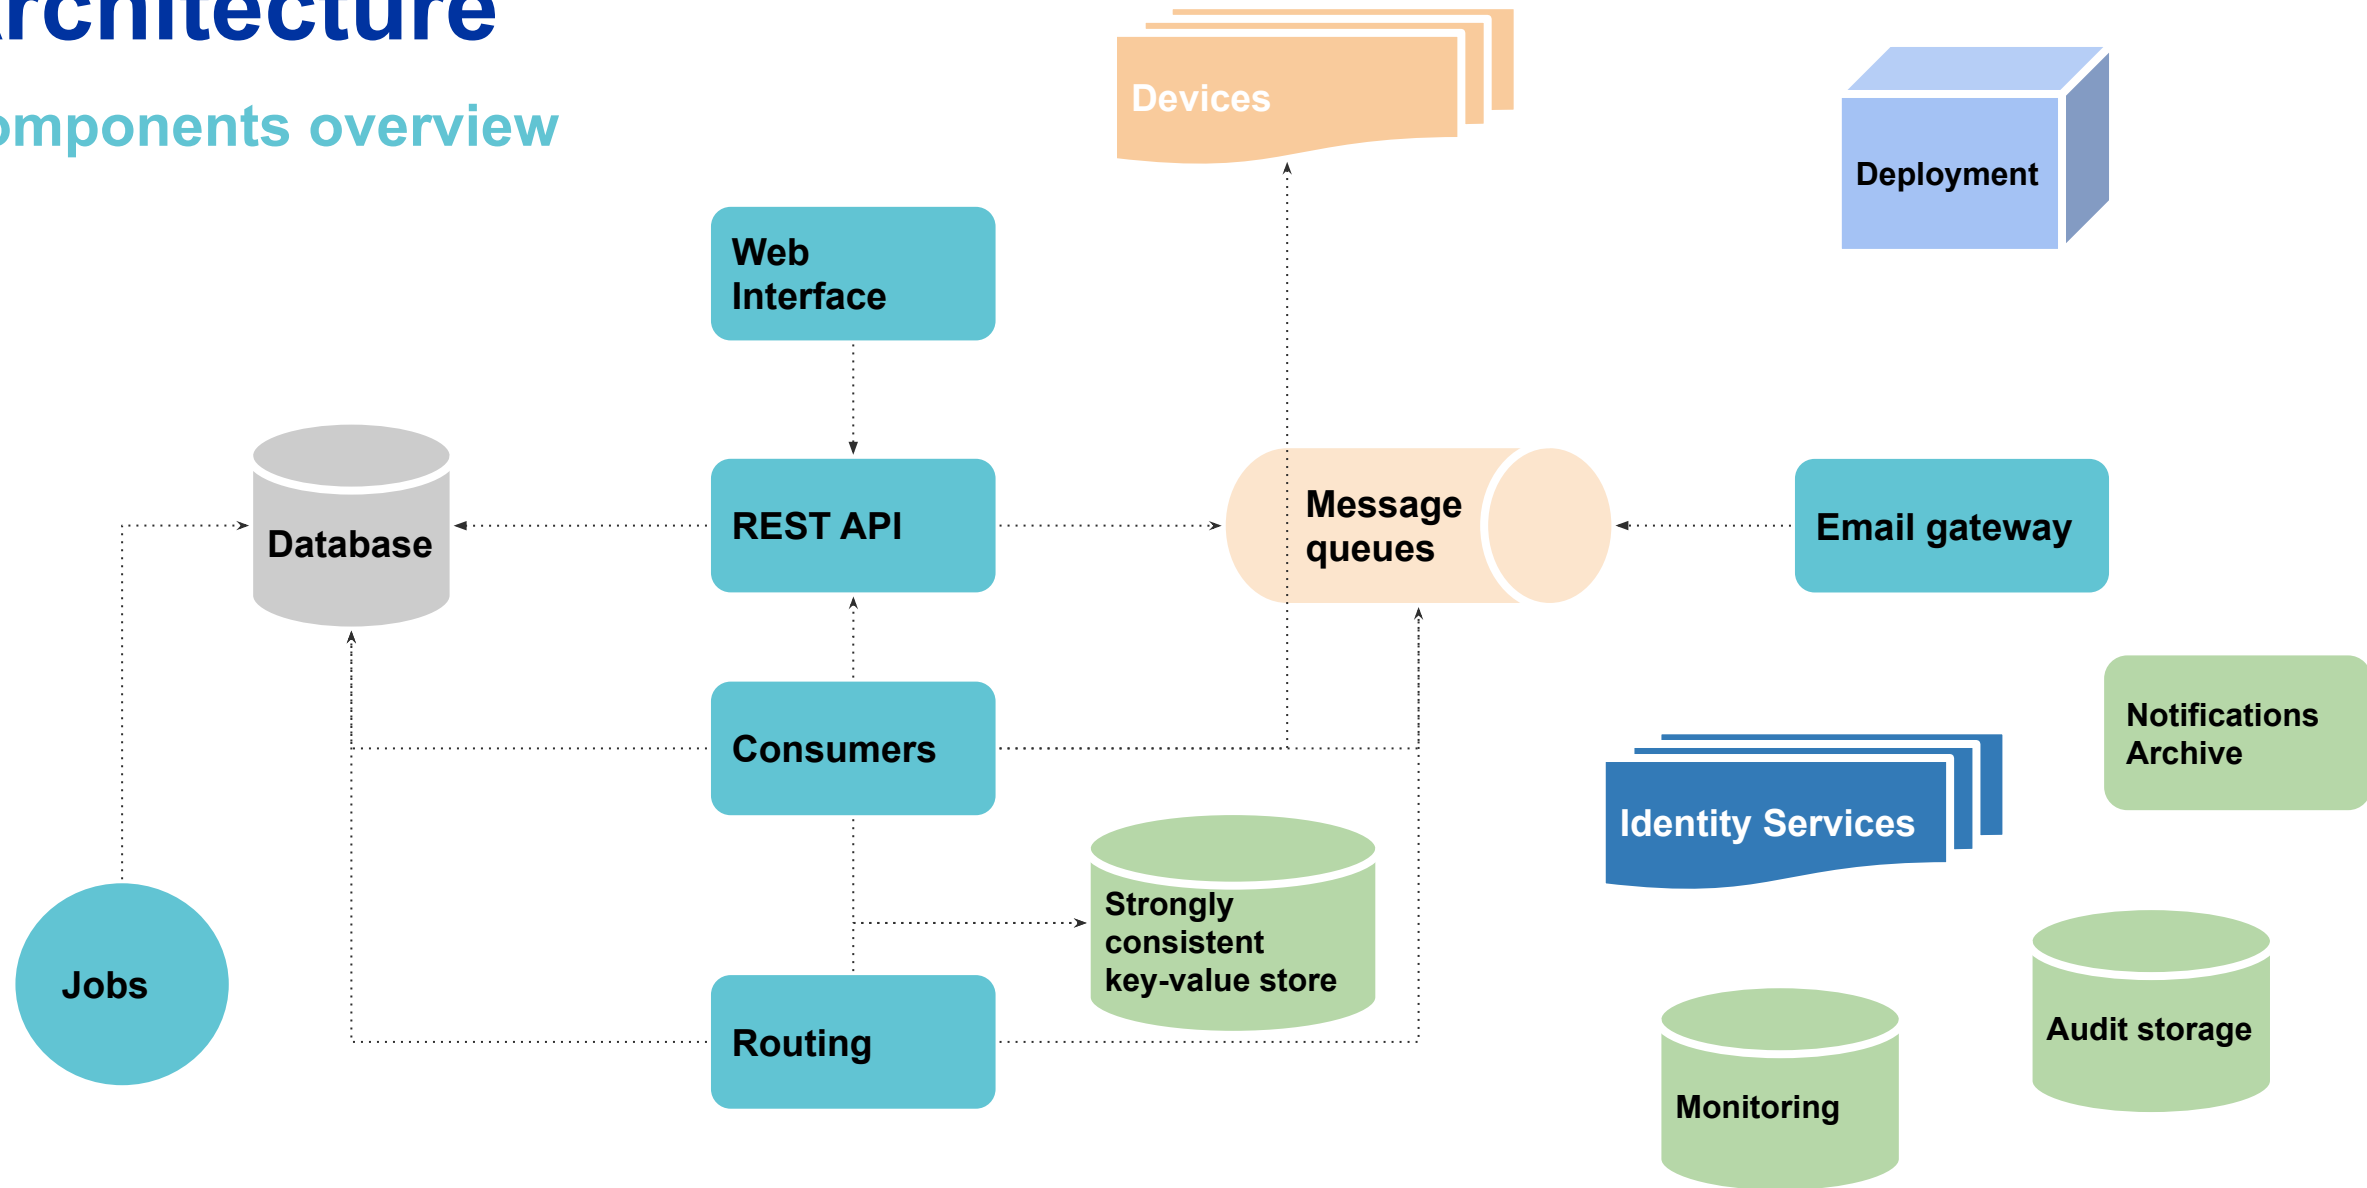 rchitecture
omponents overview
Devices
Deployment
Web
Interface
Database
REST API
Message
queues
Email gateway
Consumers
Notifications
Archive
Identity Services
Strongly
consistent
key-value store
Jobs
Routing
Audit storage
Monitoring